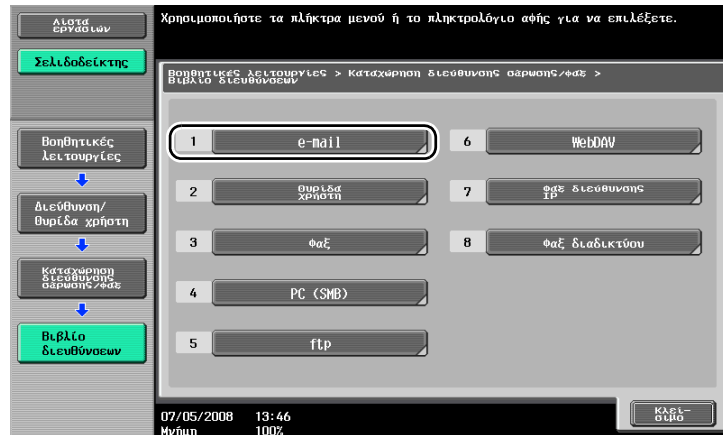 Λίστα
εργασιών
Χρησιμοποιήστε τα πλήκτρα μενού ή το πληκτρολόγιο αφής για να επιλέξετε.
Σελιδοδείκτης
Βοηθητικές λειτουργίες > Καταχώρηση διεύθυνσης σάρωσης/φαξ >
Βιβλίο διευθύνσεων
Βοηθητικές
λειτουργίες
Διεύθυνση/
Θυρίδα χρήστη
Καταχώρηση
διεύθυνσης
σάρωσης/φαξ
Βιβλίο
διευθύνσεων
1 e-mail
2 Θυρίδα
χρήστη
3 Φαξ
4 PC (SMB)
5 ftp
6 WebDAV
7 Φαξ διεύθυνσης
IP
8 Φαξ διαδικτύου
07/05/2008 13:46
Μνήμη 100%
Κλεί-
σιμο